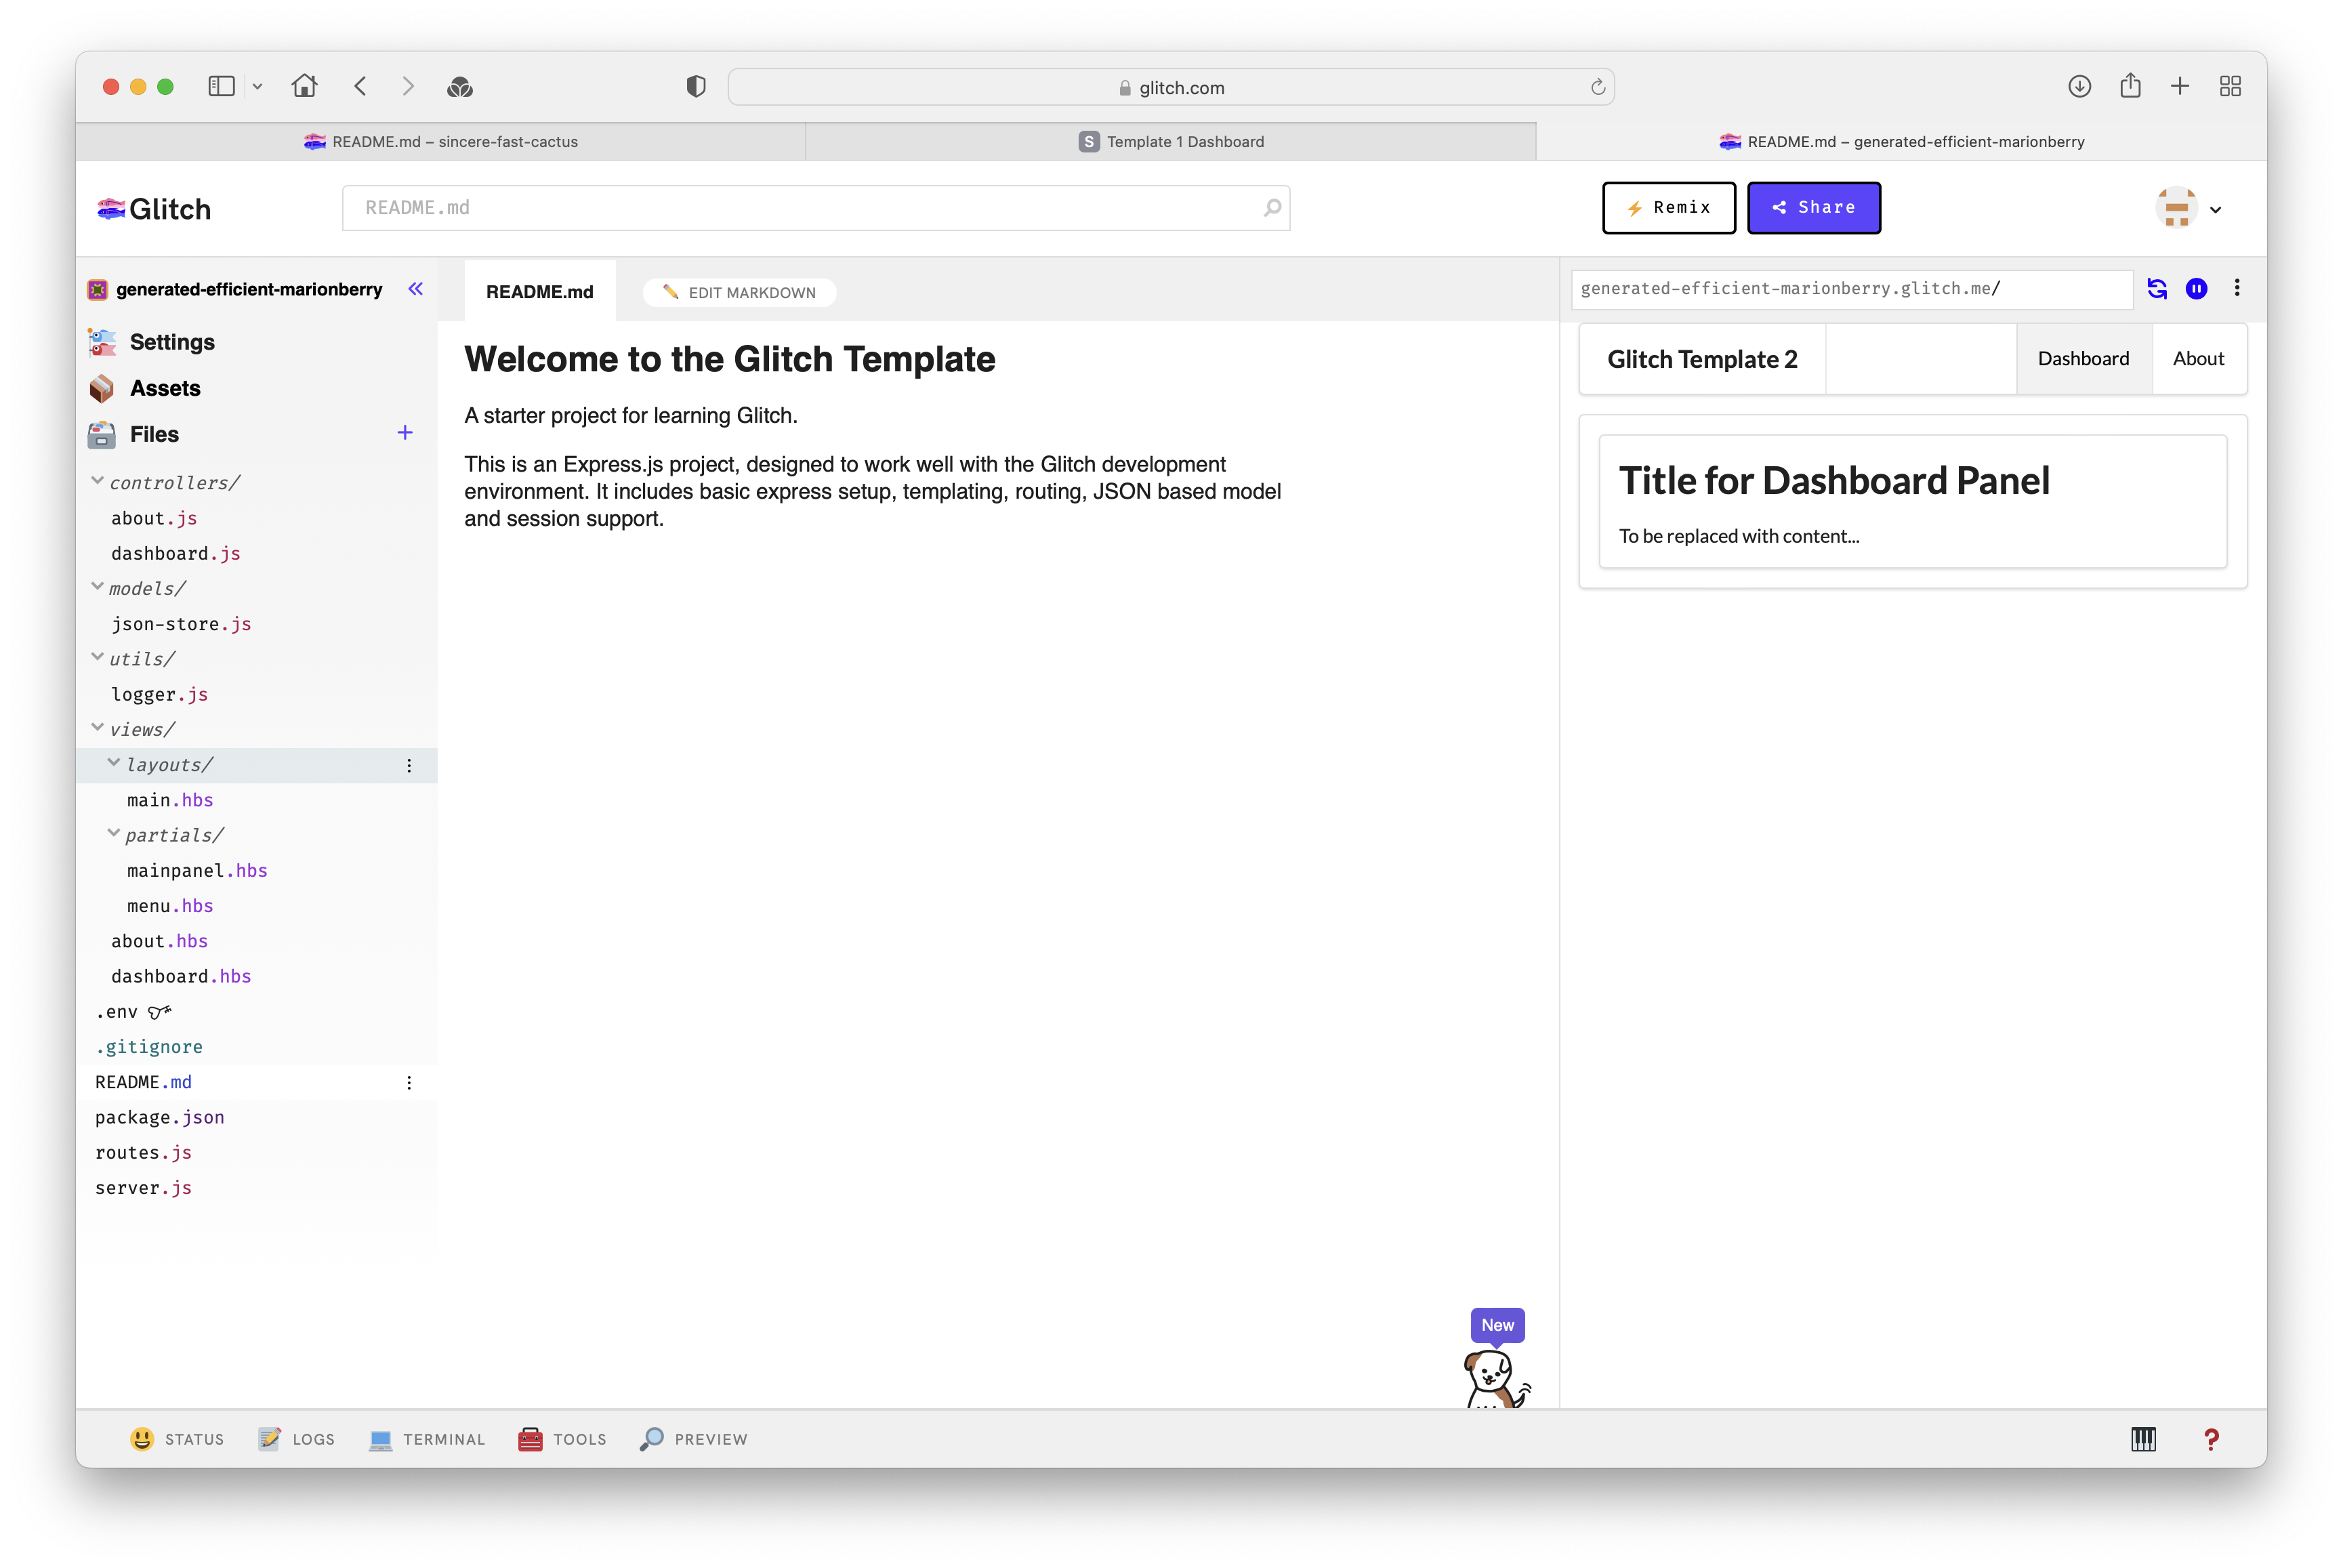 glitch.com
README.md – sincere-fast-cactus
S Template 1 Dashboard
README.md – generated-efficient-marionberry
Glitch
README.md
Remix
Share
generated-efficient-marionberry
Settings
Assets
Files
+
controllers/
about.js
dashboard.js
models/
json-store.js
utils/
logger.js
views/
layouts/
main.hbs
partials/
mainpanel.hbs
menu.hbs
about.hbs
dashboard.hbs
.env
.gitignore
README.md
package.json
routes.js
server.js
README.md
EDIT MARKDOWN
Welcome to the Glitch Template
A starter project for learning Glitch.
This is an Express.js project, designed to work well with the Glitch development
environment. It includes basic express setup, templating, routing, JSON based model
and session support.
New
generated-efficient-marionberry.glitch.me/
Glitch Template 2
Dashboard
About
Title for Dashboard Panel
To be replaced with content...
STATUS
LOGS
TERMINAL
TOOLS
PREVIEW
?